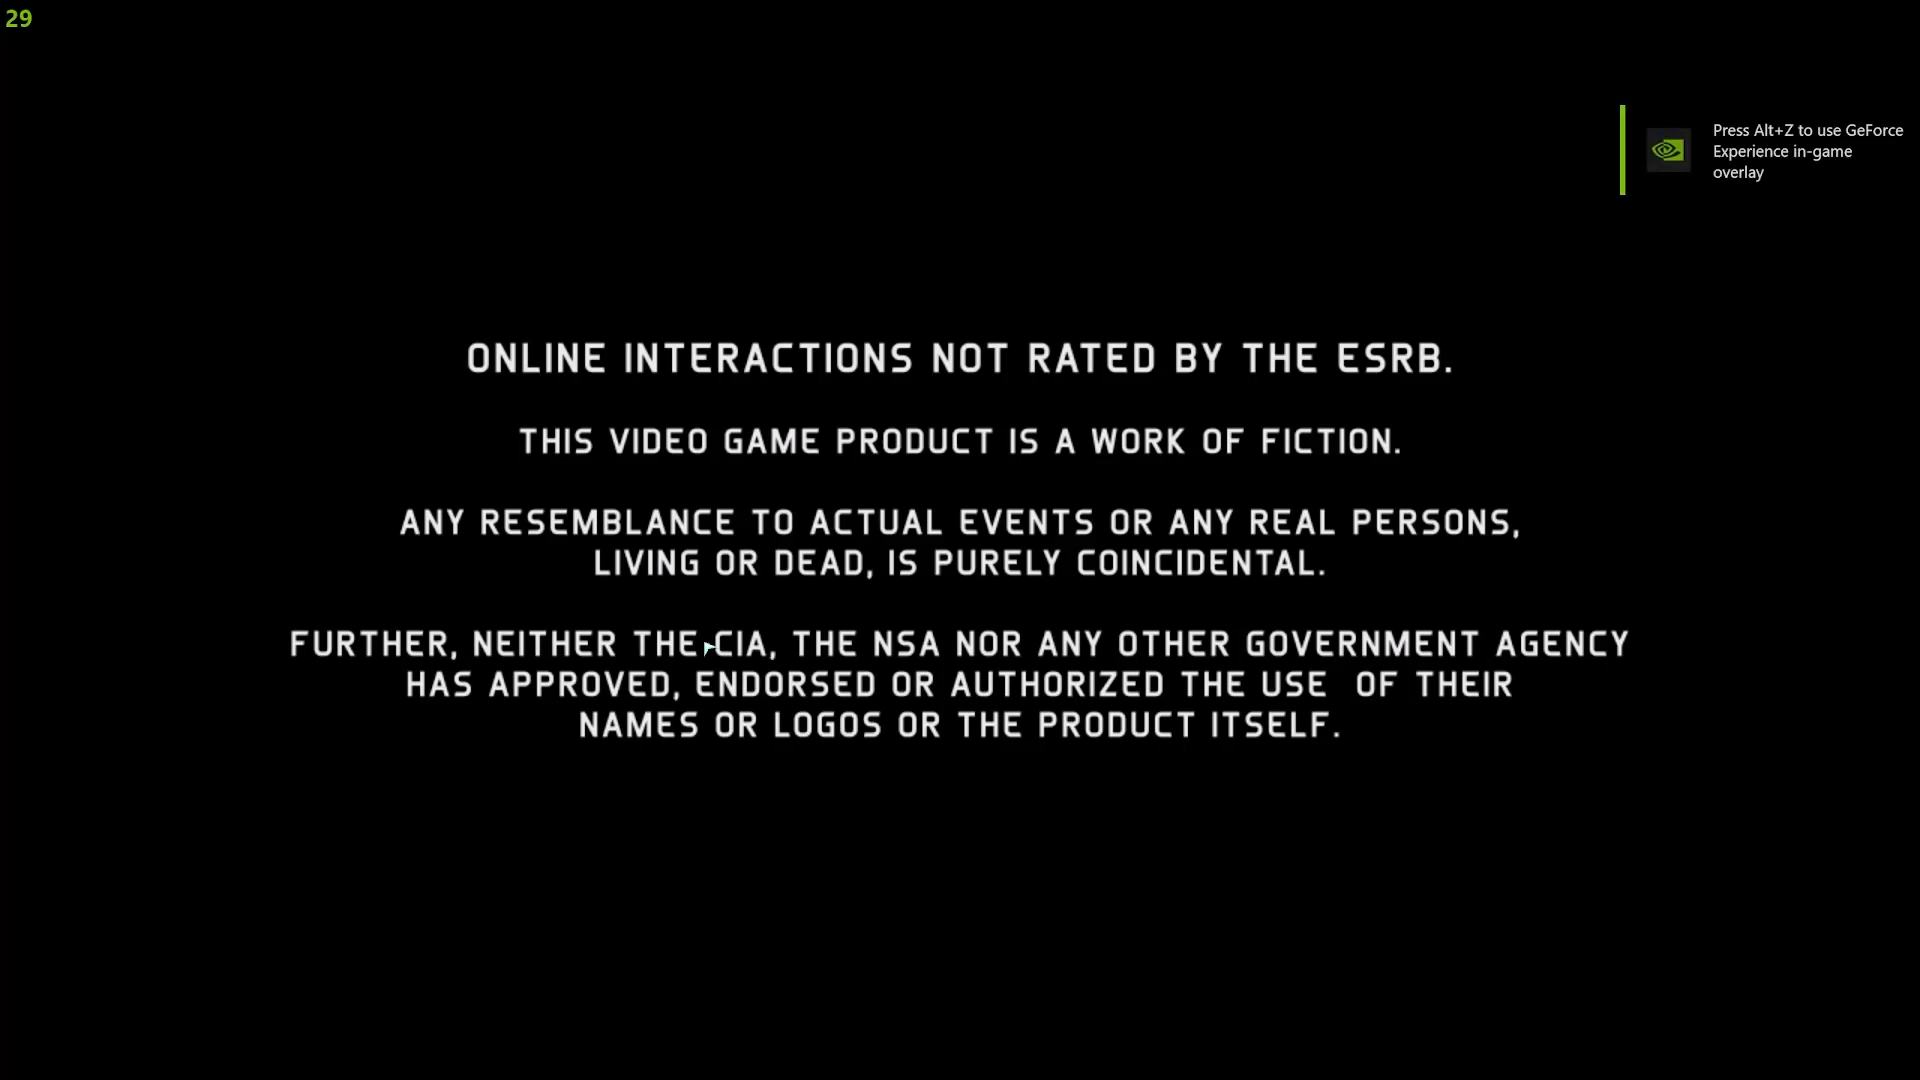 29
Press Alt+Z to use GeForce
Experience in-game
overlay
ONLINE INTERACTIONS NOT RATED BY THE ESRB.
THIS VIDEO GAME PRODUCT IS A WORK OF FICTION.
ANY RESEMBLANCE TO ACTUAL EVENTS OR ANY REAL PERSONS,
LIVING OR DEAD, IS PURELY COINCIDENTAL.
FURTHER, NEITHER THE CIA, THE NSA NOR ANY OTHER GOVERNMENT AGENCY
HAS APPROVED, ENDORSED OR AUTHORIZED THE USE OF THEIR
NAMES OR LOGOS OR THE PRODUCT ITSELF.